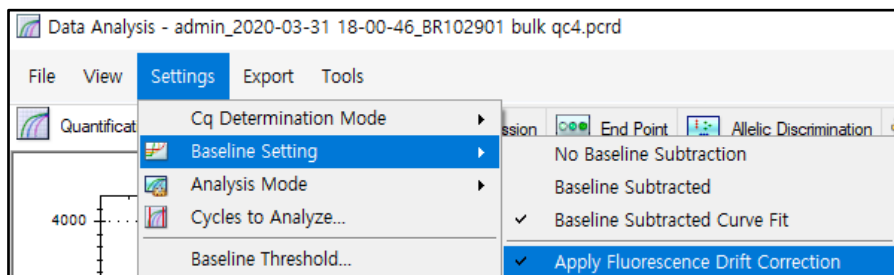 Data Analysis - admin_2020-03-31 18-00-46_BR102901 bulk qc4.pcrd
File View Settings Export Tools
Quantificat
Cq Determination Mode
ssion
End Point
Allelic Discrimination
Baseline Setting
No Baseline Subtraction
Analysis Mode
Baseline Subtracted
4000
Cycles to Analyze...
Baseline Subtracted Curve Fit
Baseline Threshold...
Apply Fluorescence Drift Correction